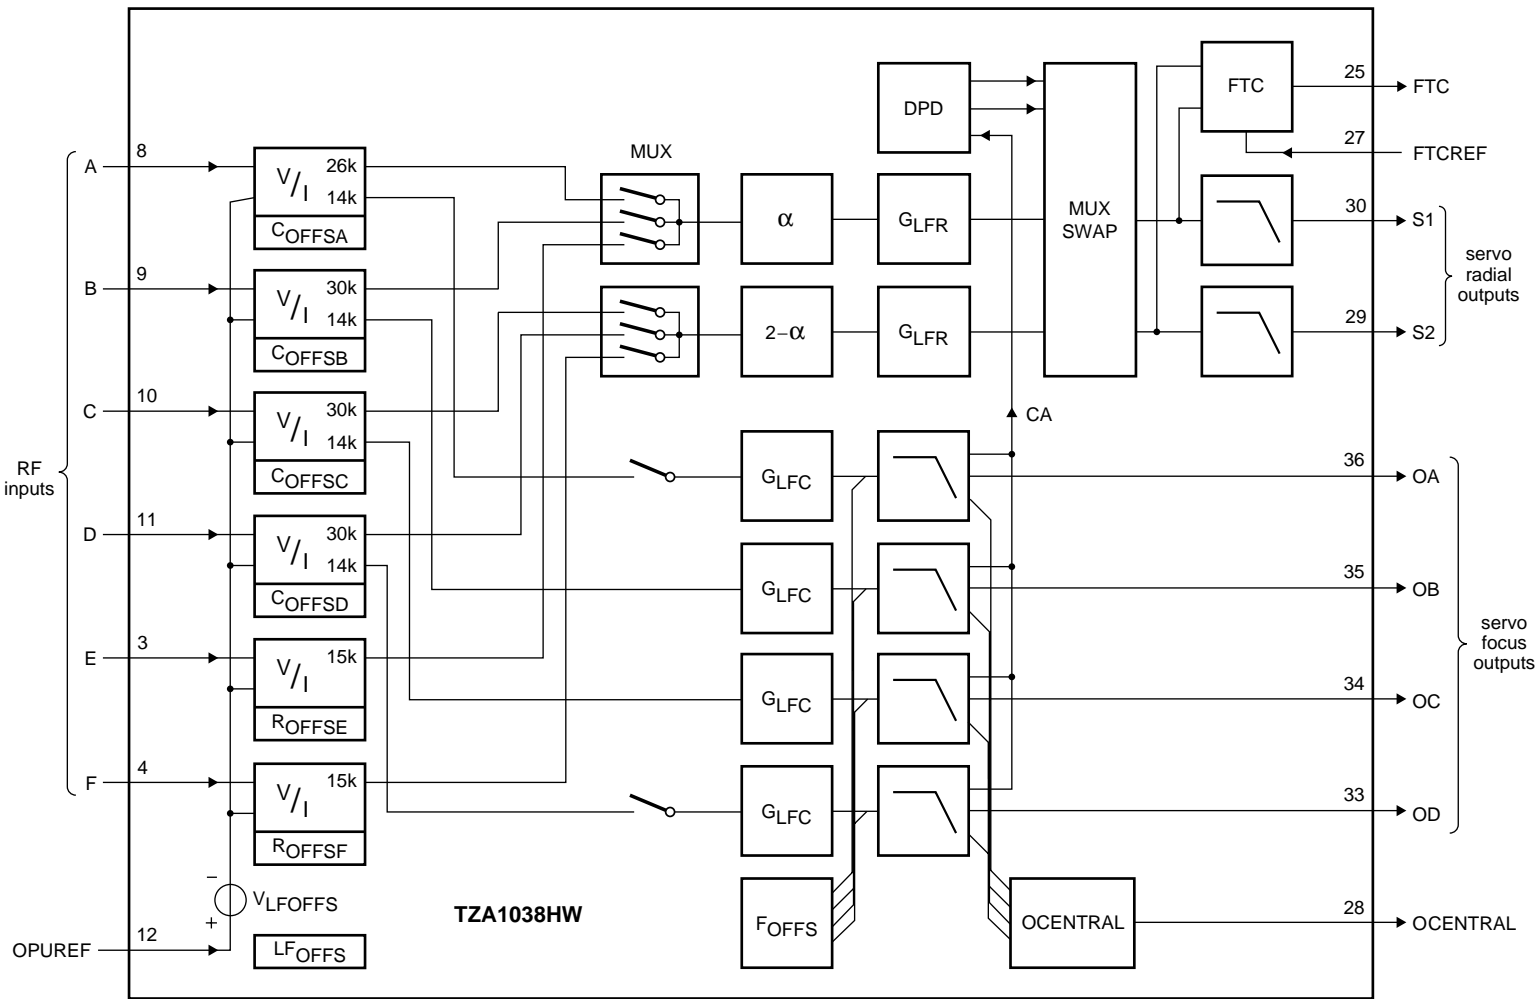 25
FTC
FTC
DPD
27
FTCREF
MUX
8
A
V/I
26k
14k
COFFSA
α
GLFR
MUX
SWAP
30
S1
servo
radial
outputs
9
B
V/I
30k
14k
COFFSB
2−α
GLFR
29
S2
10
C
V/I
30k
14k
COFFSC
CA
RF
inputs
GLFC
36
OA
11
D
V/I
30k
14k
COFFSD
GLFC
35
OB
servo
focus
outputs
3
E
V/I
15k
ROFFSE
GLFC
34
OC
4
F
V/I
15k
ROFFSF
GLFC
33
OD
−
VLFOFFS
+
TZA1038HW
FOFFS
OCENTRAL
28
OCENTRAL
12
OPUREF
LFOFFS